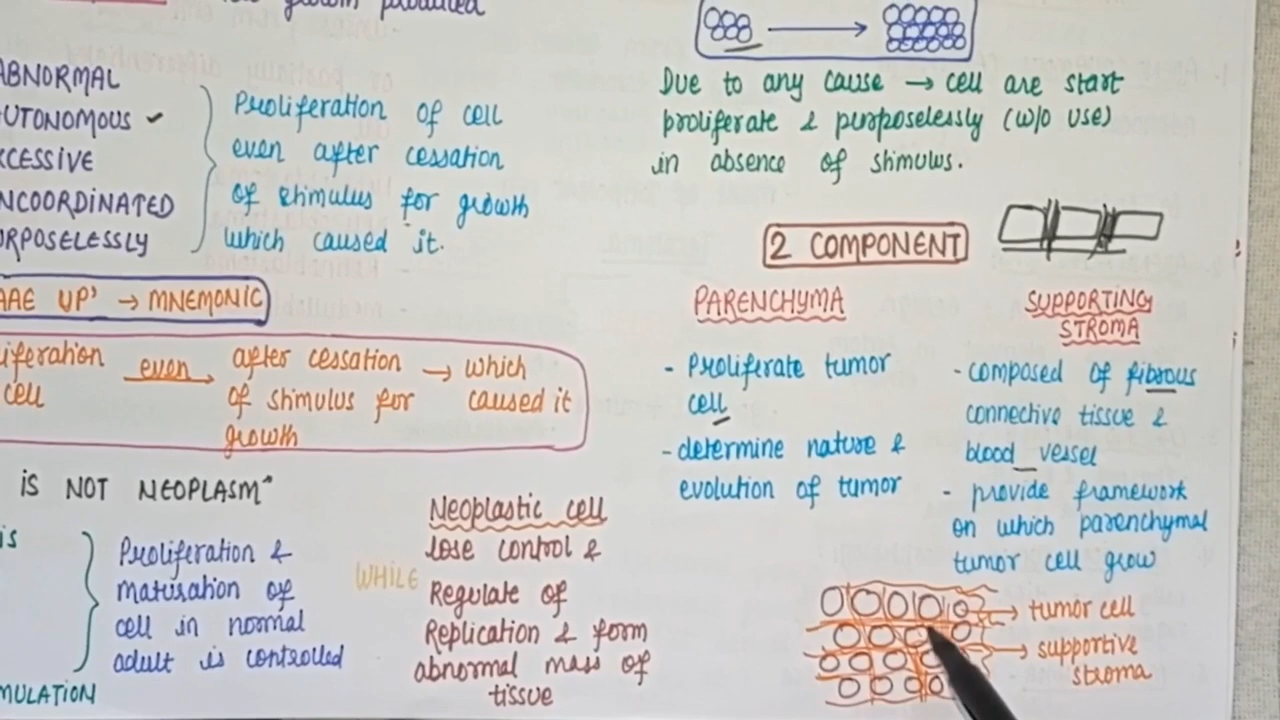 growth produced
ABNORMAL
UTONOMOUS
XCESSIVE
NCOORDINATED
URPOSELESSLY
Proliferation of cell
even after cessation
of stimulus for growth
which caused it.
AAE UP' → MNEMONIC
iferation even after cessation → which
cell of stimulus for caused it
growth
is NOT NEOPLASM"
is
Proliferation &
maturation of
cell in normal
adult is controlled
MULATION
WHILE
Neoplastic cell
lose control &
Regulate of
Replication & form
abnormal mass of
tissue
Due to any cause → cell are start
proliferate & purposelessly (w/o use)
in absence of stimulus.
2 COMPONENT
PARENCHYMA
- Proliferate tumor
cell
- determine nature &
evolution of tumor
SUPPORTING
STROMA
- composed of fibrous
connective tissue &
blood vessel
- provide framework
on which parenchymal
tumor cell grow
→ tumor cell
→ supportive
stroma